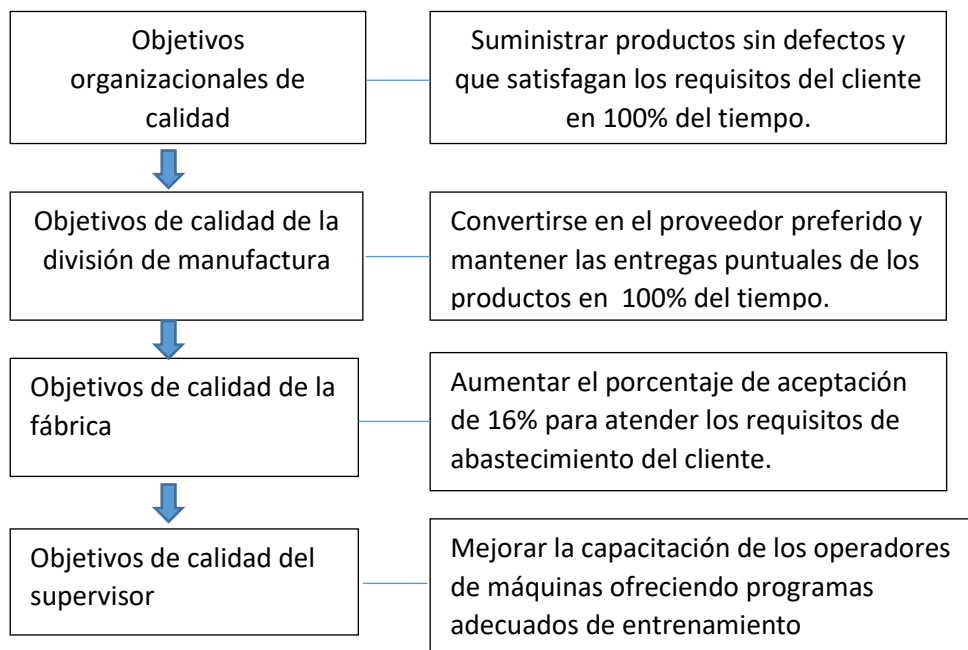 Objetivos
organizacionales de
calidad
Suministrar productos sin defectos y
que satisfagan los requisitos del cliente
en 100% del tiempo.
Objetivos de calidad de la
división de manufactura
Convertirse en el proveedor preferido y
mantener las entregas puntuales de los
productos en 100% del tiempo.
Objetivos de calidad de la
fábrica
Aumentar el porcentaje de aceptación
de 16% para atender los requisitos de
abastecimiento del cliente.
Objetivos de calidad del
supervisor
Mejorar la capacitación de los operadores
de máquinas ofreciendo programas
adecuados de entrenamiento